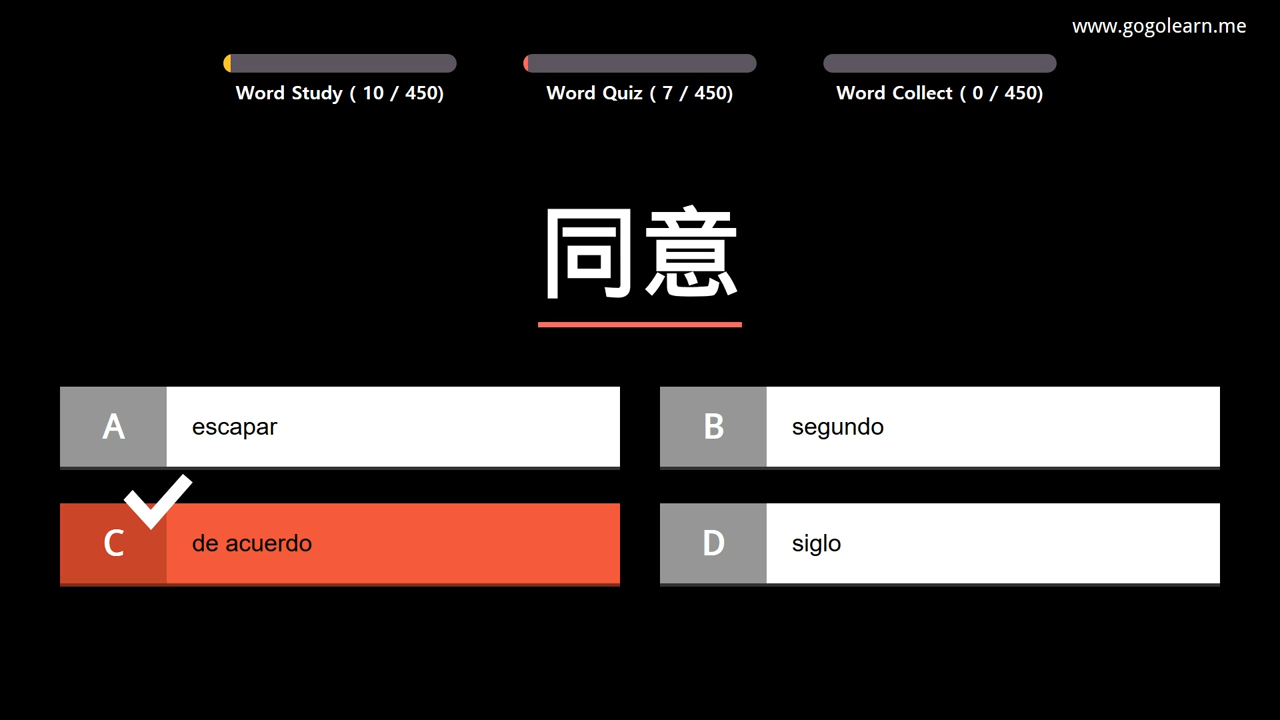 www.gogolearn.me
Word Study ( 10 / 450)
Word Quiz ( 7 / 450)
Word Collect ( 0 / 450)
同意
A escapar
B segundo
C de acuerdo
D siglo